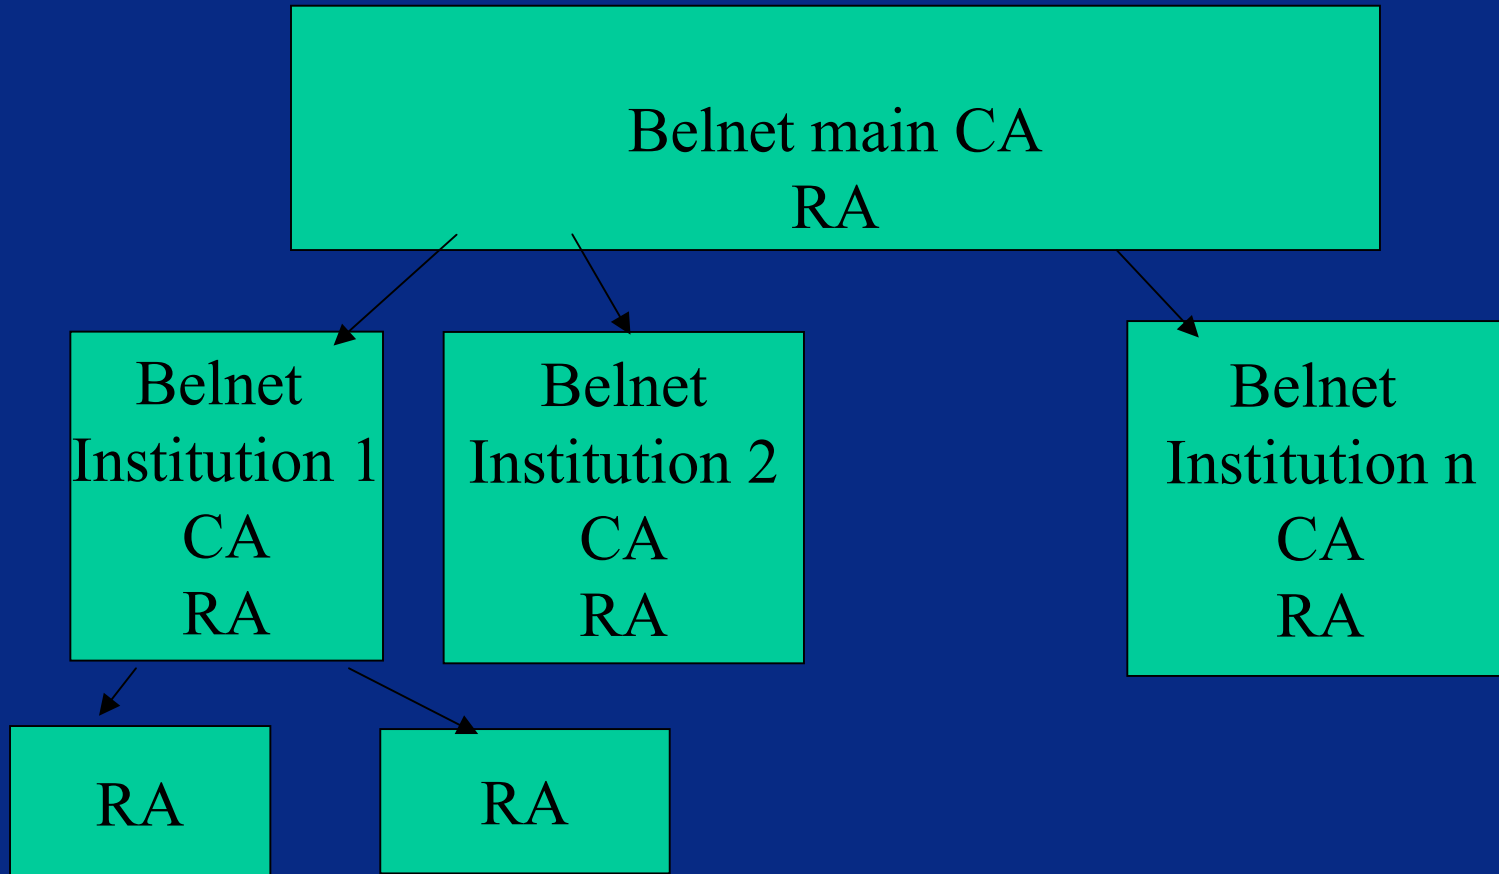 Belnet main CA
RA
Belnet
Institution 1
CA
RA
Belnet
Institution 2
CA
RA
Belnet
Institution n
CA
RA
RA
RA